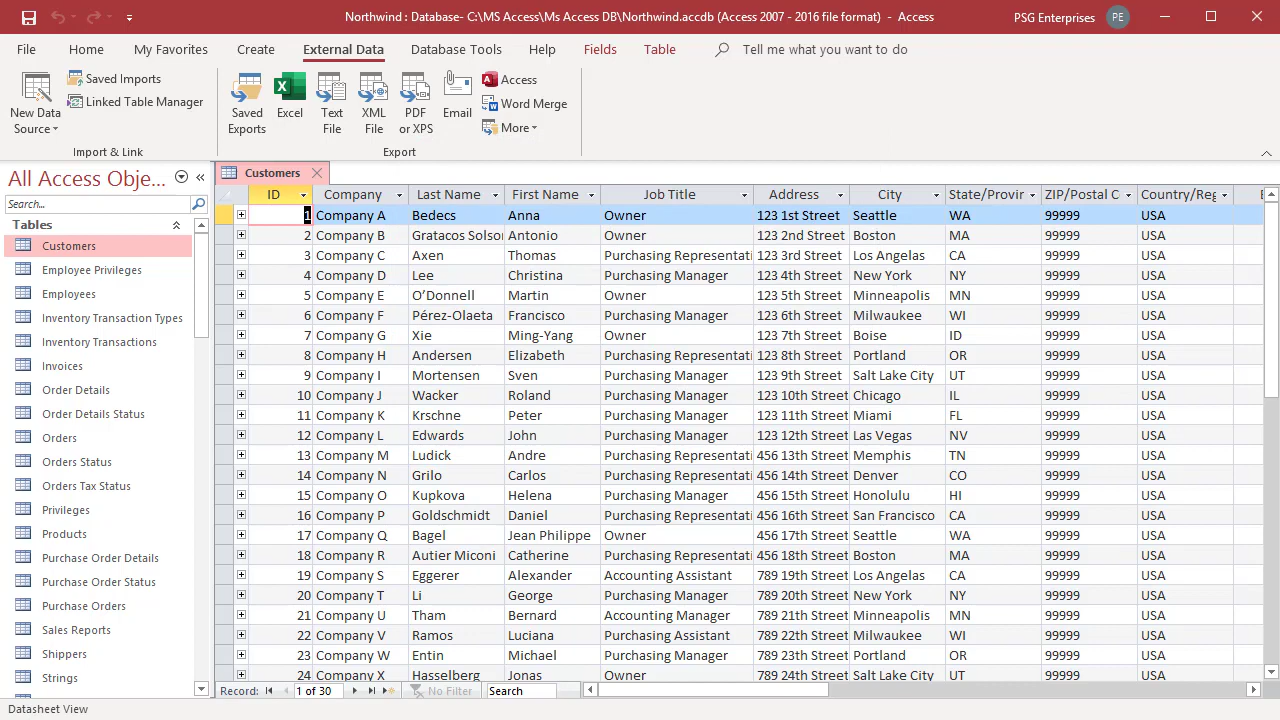 Northwind : Database- C:\MS Access\Ms Access DB\Northwind.accdb (Access 2007 - 2016 file format) - Access
PSG Enterprises PE
File Home My Favorites Create External Data Database Tools Help Fields Table Tell me what you want to do
New Data Source
Saved Imports
Linked Table Manager
Import & Link
Saved Exports
Excel
Text File
XML File
PDF or XPS
Email
Access
Word Merge
More
Export
All Access Obje...
Search...
Tables
Customers
Employee Privileges
Employees
Inventory Transaction Types
Inventory Transactions
Invoices
Order Details
Order Details Status
Orders
Orders Status
Orders Tax Status
Privileges
Products
Purchase Order Details
Purchase Order Status
Purchase Orders
Sales Reports
Shippers
Strings
Customers
ID Company Last Name First Name Job Title Address City State/Provir ZIP/Postal C Country/Reg
1 Company A Bedecs Anna Owner 123 1st Street Seattle WA 99999 USA
2 Company B Gratacos Solso Antonio Owner 123 2nd Street Boston MA 99999 USA
3 Company C Axen Thomas Purchasing Representati 123 3rd Street Los Angelas CA 99999 USA
4 Company D Lee Christina Purchasing Manager 123 4th Street New York NY 99999 USA
5 Company E O’Donnell Martin Owner 123 5th Street Minneapolis MN 99999 USA
6 Company F Pérez-Olaeta Francisco Purchasing Manager 123 6th Street Milwaukee WI 99999 USA
7 Company G Xie Ming-Yang Owner 123 7th Street Boise ID 99999 USA
8 Company H Andersen Elizabeth Purchasing Representati 123 8th Street Portland OR 99999 USA
9 Company I Mortensen Sven Purchasing Manager 123 9th Street Salt Lake City UT 99999 USA
10 Company J Wacker Roland Purchasing Manager 123 10th Street Chicago IL 99999 USA
11 Company K Krschne Peter Purchasing Manager 123 11th Street Miami FL 99999 USA
12 Company L Edwards John Purchasing Manager 123 12th Street Las Vegas NV 99999 USA
13 Company M Ludick Andre Purchasing Representati 456 13th Street Memphis TN 99999 USA
14 Company N Grilo Carlos Purchasing Representati 456 14th Street Denver CO 99999 USA
15 Company O Kupkova Helena Purchasing Manager 456 15th Street Honolulu HI 99999 USA
16 Company P Goldschmidt Daniel Purchasing Representati 456 16th Street San Francisco CA 99999 USA
17 Company Q Bagel Jean Philippe Owner 456 17th Street Seattle WA 99999 USA
18 Company R Autier Miconi Catherine Purchasing Representati 456 18th Street Boston MA 99999 USA
19 Company S Eggerer Alexander Accounting Assistant 789 19th Street Los Angelas CA 99999 USA
20 Company T Li George Purchasing Manager 789 20th Street New York NY 99999 USA
21 Company U Tham Bernard Accounting Manager 789 21th Street Minneapolis MN 99999 USA
22 Company V Ramos Luciana Purchasing Assistant 789 22th Street Milwaukee WI 99999 USA
23 Company W Entin Michael Purchasing Manager 789 23th Street Portland OR 99999 USA
24 Company X Hasselberg Jonas Owner 789 24th Street Salt Lake City UT 99999 USA
Record: 1 of 30 No Filter Search
Datasheet View